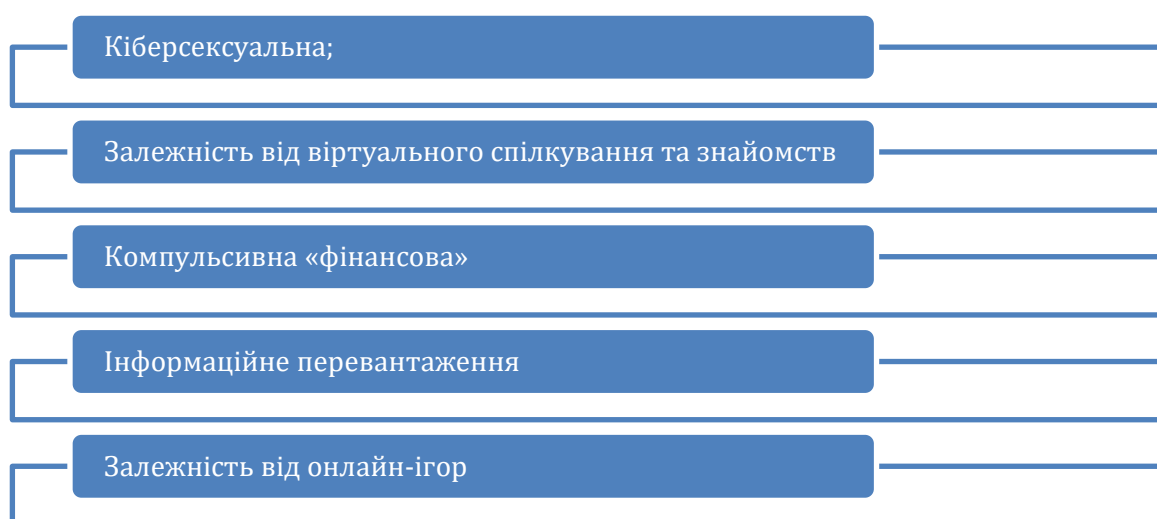 Кіберсексуальна;
Залежність від віртуального спілкування та знайомств
Компульсивна «фінансова»
Інформаційне перевантаження
Залежність від онлайн-ігор